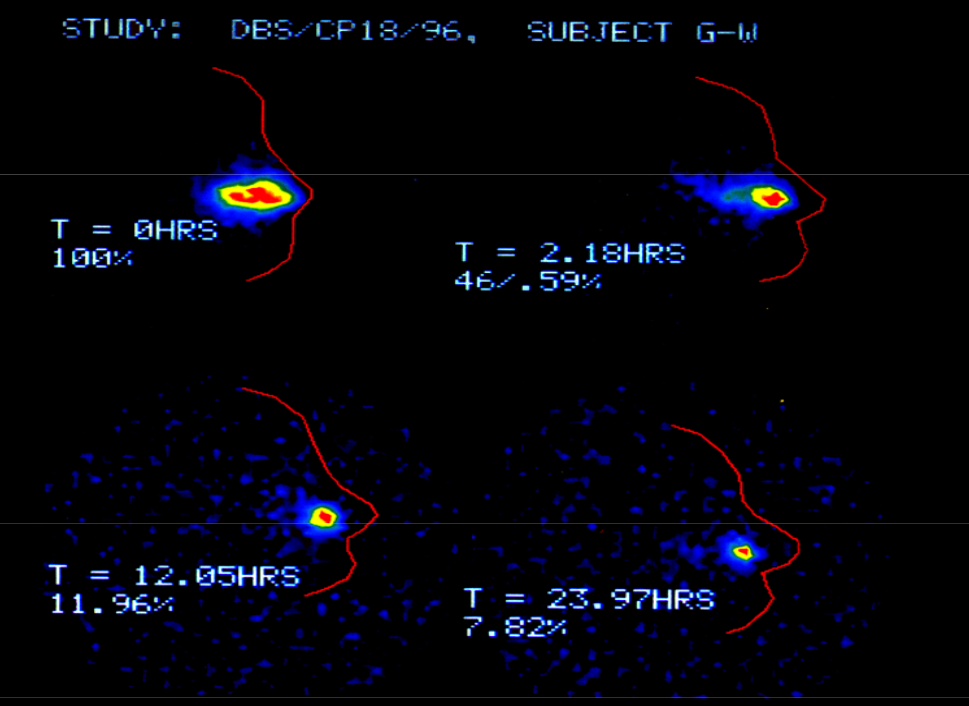 STUDY: DBS/CP18/96, SUBJECT G-W
T = 0HRS
100%
T = 2.18HRS
46/.59%
T = 12.05HRS
11.96%
T = 23.97HRS
7.82%